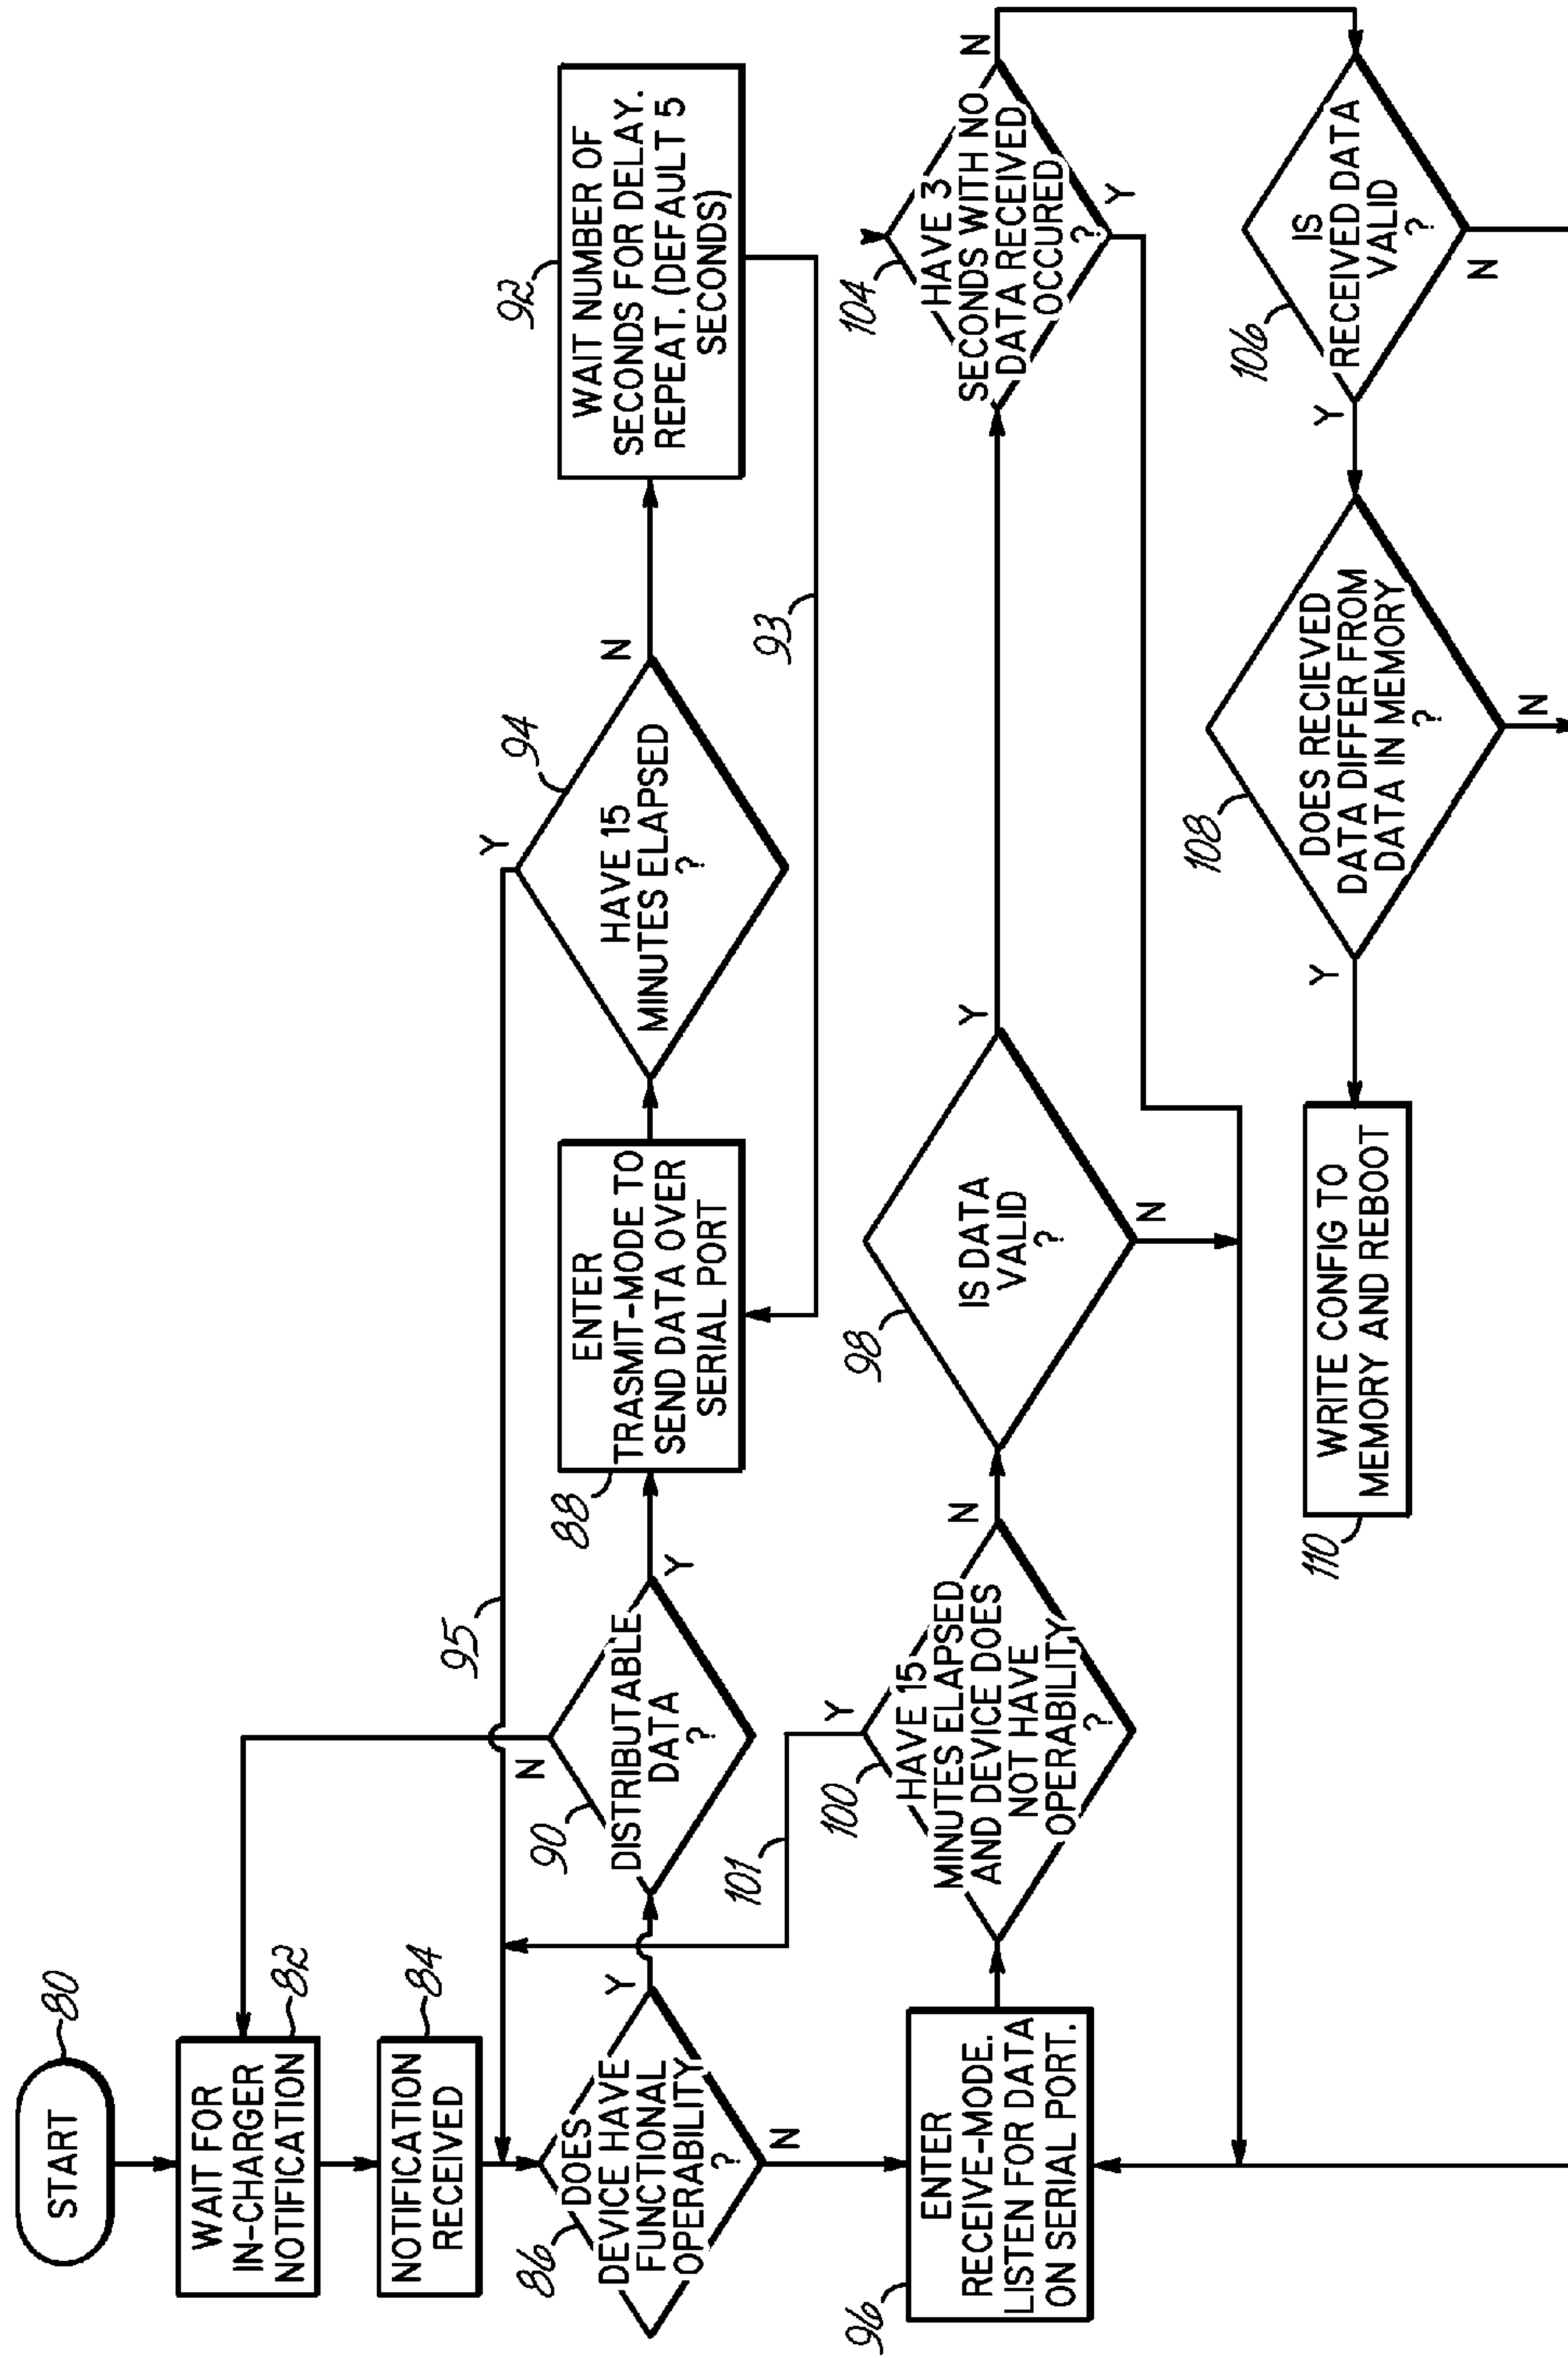 START
80
WAIT FOR
IN-CHARGER
NOTIFICATION
82
NOTIFICATION
RECEIVED
84
DOES
DEVICE HAVE
FUNCTIONAL
OPERABILITY
?
86
Y
N
DISTRIBUTABLE
DATA
?
90
N
Y
95
ENTER
TRASMIT-MODE TO
SEND DATA OVER
SERIAL PORT
88
HAVE 15
MINUTES ELAPSED
?
94
Y
N
WAIT NUMBER OF
SECONDS FOR DELAY.
REPEAT. (DEFAULT 5
SECONDS)
92
93
ENTER
RECEIVE-MODE.
LISTEN FOR DATA
ON SERIAL PORT.
96
HAVE 15
MINUTES ELAPSED
AND DEVICE DOES
NOT HAVE
OPERABILITY
?
100
101
Y
N
IS DATA
VALID
?
98
Y
N
HAVE 3
SECONDS WITH NO
DATA RECEIVED
OCCURED
?
104
N
Y
IS
RECEIVED DATA
VALID
?
106
Y
N
DOES RECIEVED
DATA DIFFER FROM
DATA IN MEMORY
?
108
Y
N
WRITE CONFIG TO
MEMORY AND REBOOT
110